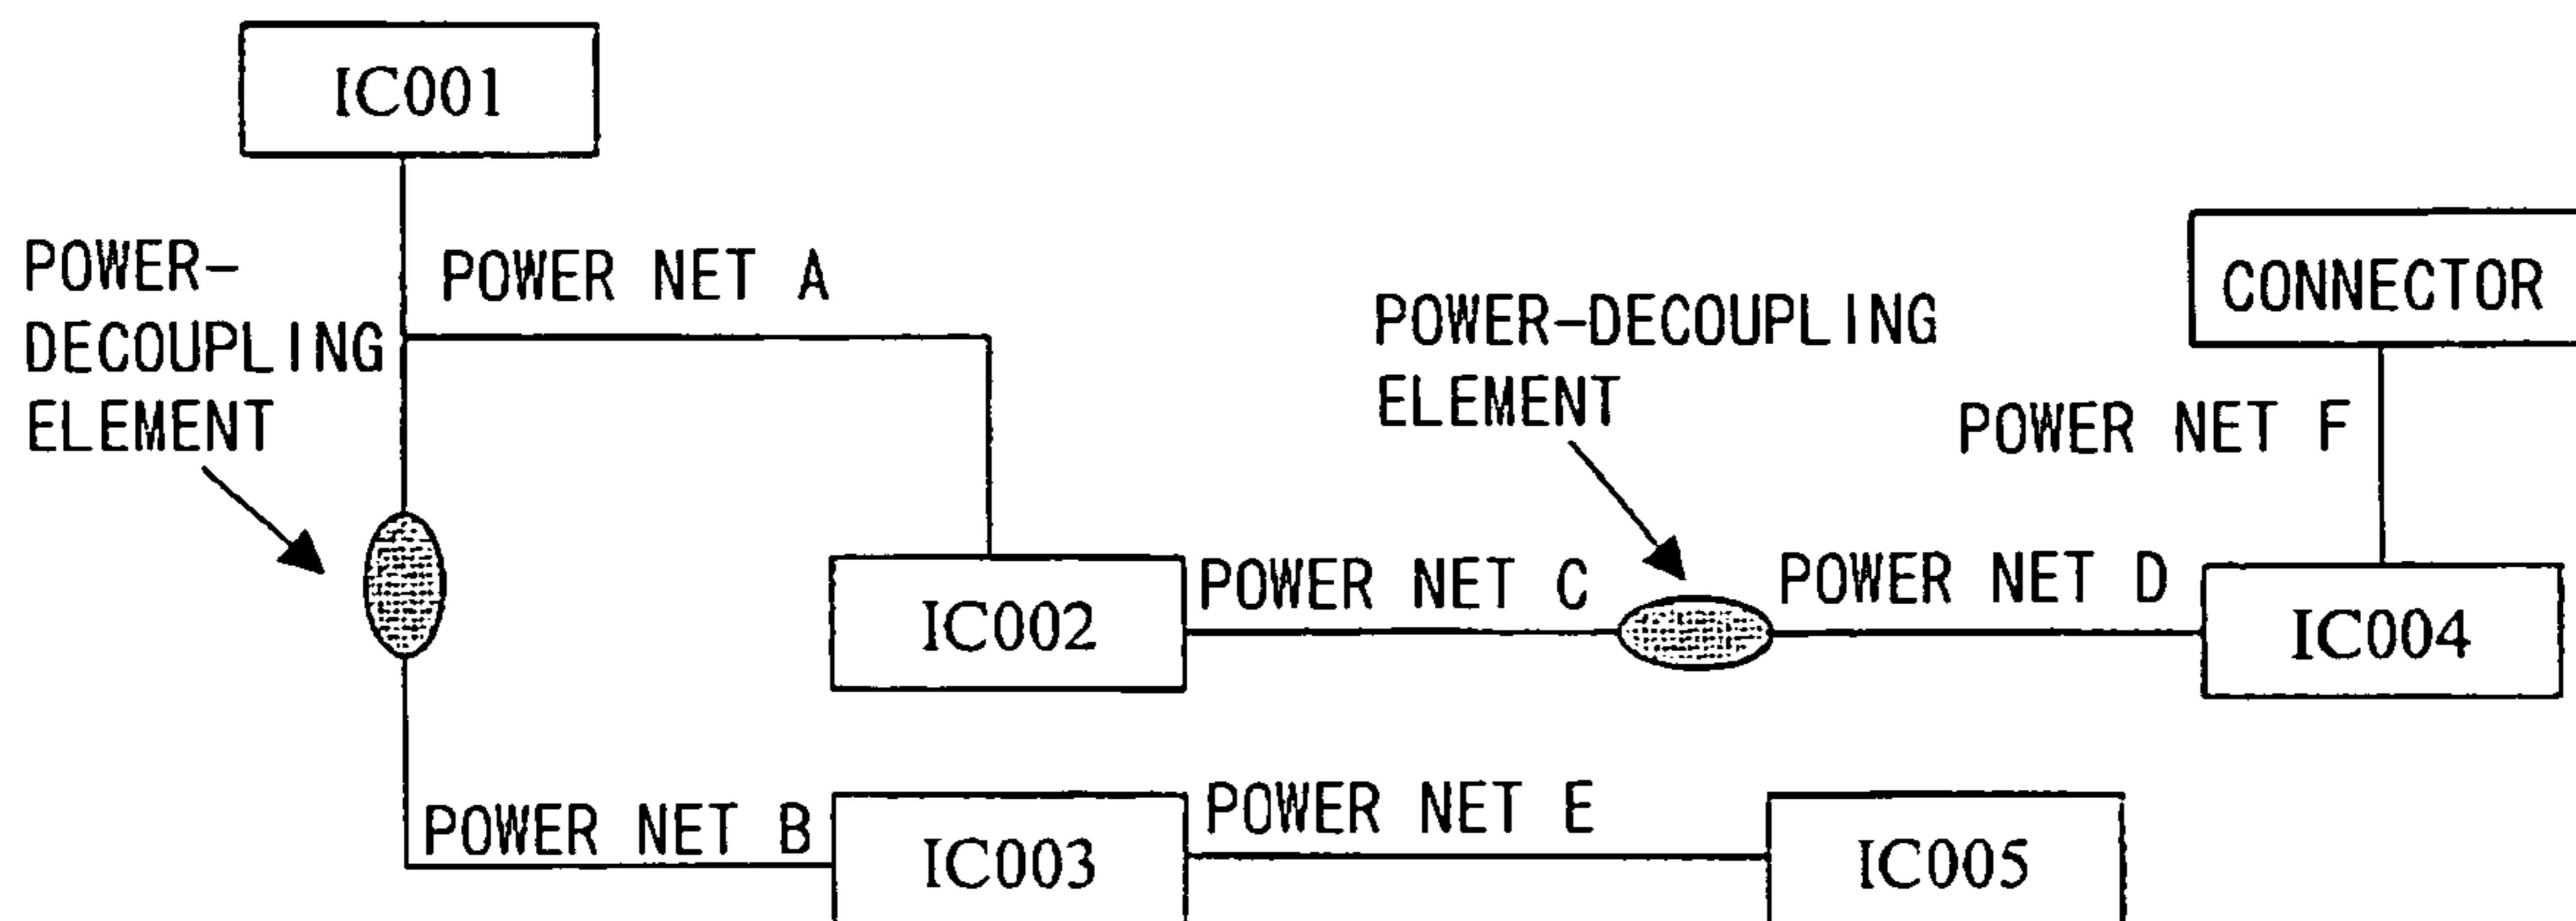 IC001
POWER-
DECOUPLING
ELEMENT
POWER NET A
POWER-DECOUPLING
ELEMENT
CONNECTOR
POWER NET F
IC002
POWER NET C
POWER NET D
IC004
POWER NET B
IC003
POWER NET E
IC005